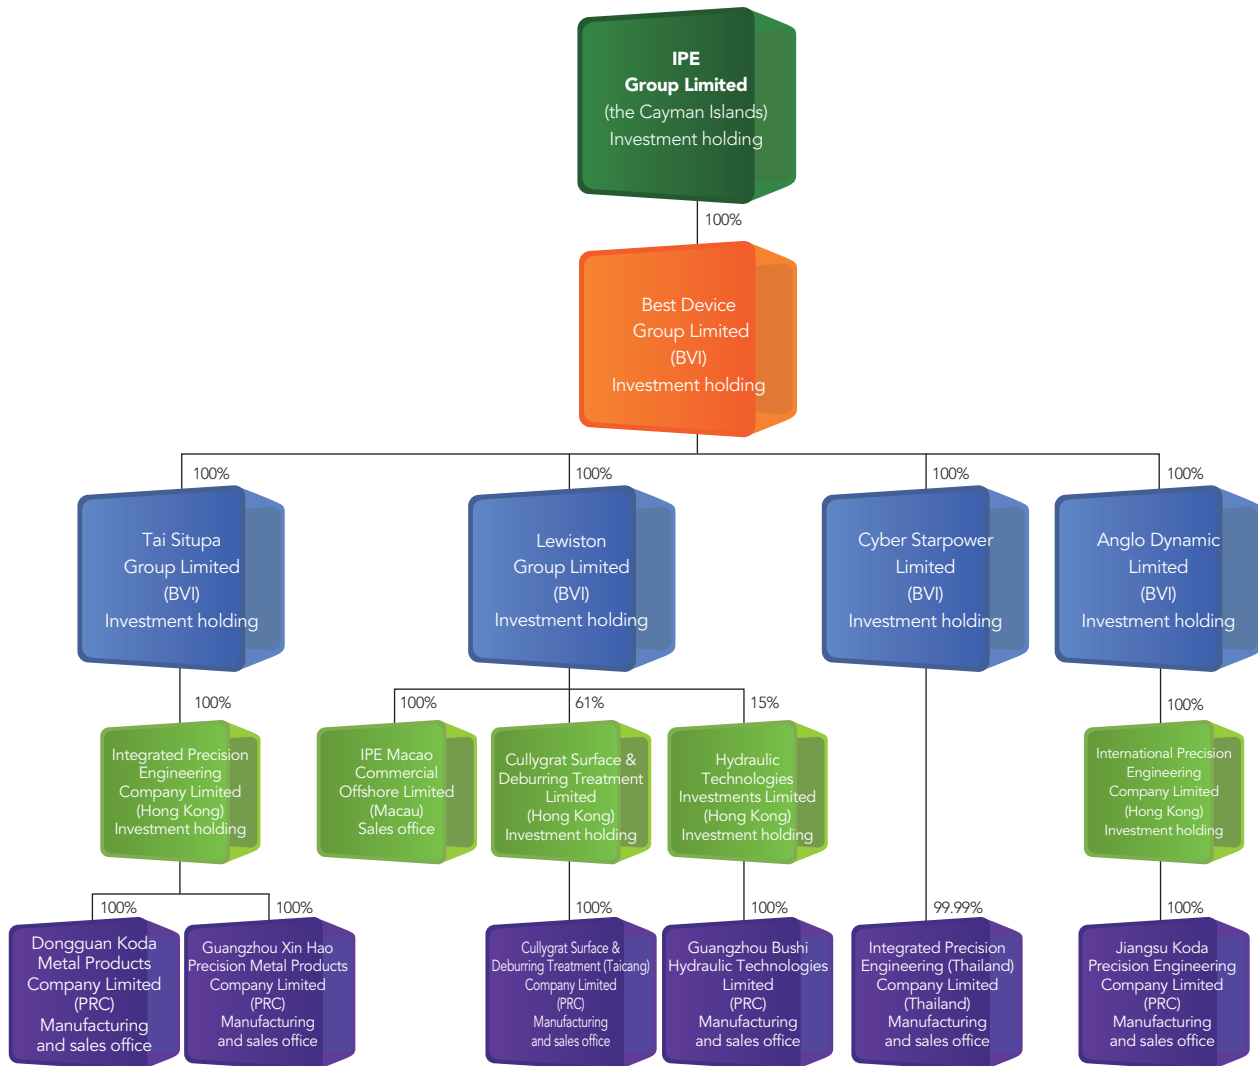 IPE
Group Limited
(the Cayman Islands)
Investment holding
100%
Best Device
Group Limited
(BVI)
Investment holding
100%
100%
100%
100%
Tai Situpa
Group Limited
(BVI)
Investment holding
Lewiston
Group Limited
(BVI)
Investment holding
Cyber Starpower
Limited
(BVI)
Investment holding
Anglo Dynamic
Limited
(BVI)
Investment holding
100%
100%
61%
15%
100%
Integrated Precision
Engineering
Company Limited
(Hong Kong)
Investment holding
IPE Macao
Commercial
Offshore Limited
(Macau)
Sales office
Cullygrat Surface &
Deburring Treatment
Limited
(Hong Kong)
Investment holding
Hydraulic
Technologies
Investments Limited
(Hong Kong)
Investment holding
International Precision
Engineering
Company Limited
(Hong Kong)
Investment holding
100%
100%
100%
100%
99.99%
100%
Dongguan Koda
Metal Products
Company Limited
(PRC)
Manufacturing
and sales office
Guangzhou Xin Hao
Precision Metal Products
Company Limited
(PRC)
Manufacturing
and sales office
Cullygrat Surface &
Deburring Treatment (Taicang)
Company Limited
(PRC)
Manufacturing
and sales office
Guangzhou Bushi
Hydraulic Technologies
Limited
(PRC)
Manufacturing
and sales office
Integrated Precision
Engineering (Thailand)
Company Limited
(Thailand)
Manufacturing
and sales office
Jiangsu Koda
Precision Engineering
Company Limited
(PRC)
Manufacturing
and sales office